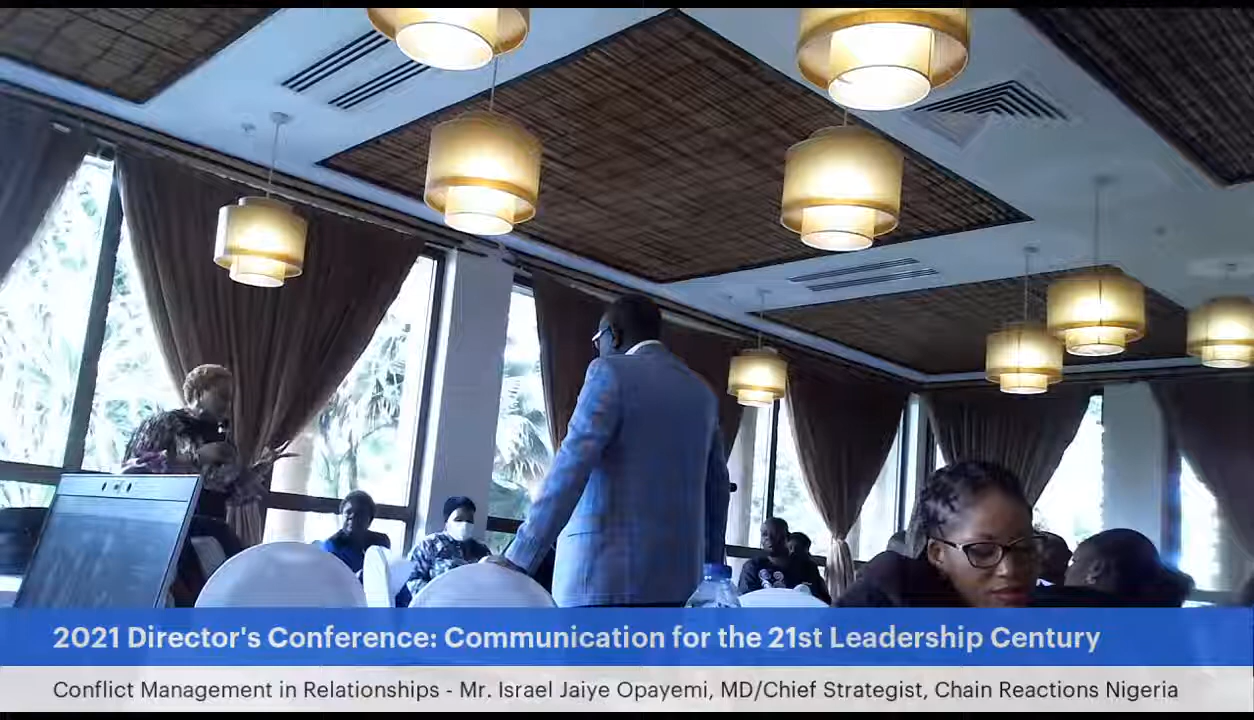 2021 Director's Conference: Communication for the 21st Leadership Century
Conflict Management in Relationships - Mr. Israel Jaiye Opayemi, MD/Chief Strategist, Chain Reactions Nigeria